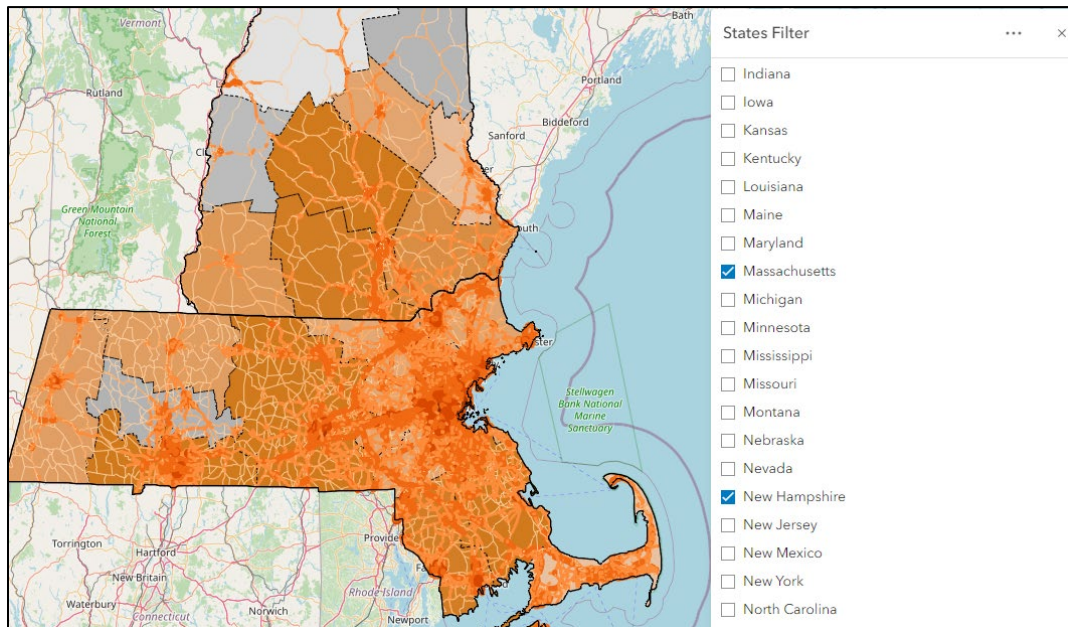 Vermont
Bath
Rutland
Portland
Biddeford
Sanford
Green Mountain
National
Forest
Stellwagen
Bank National
Marine
Sanctuary
Torrington
Hartford
New Britain
Waterbury
Connecticut
Norwich
Rhode Island
Newport
States Filter
Indiana
Iowa
Kansas
Kentucky
Louisiana
Maine
Maryland
Massachusetts
Michigan
Minnesota
Mississippi
Missouri
Montana
Nebraska
Nevada
New Hampshire
New Jersey
New Mexico
New York
North Carolina